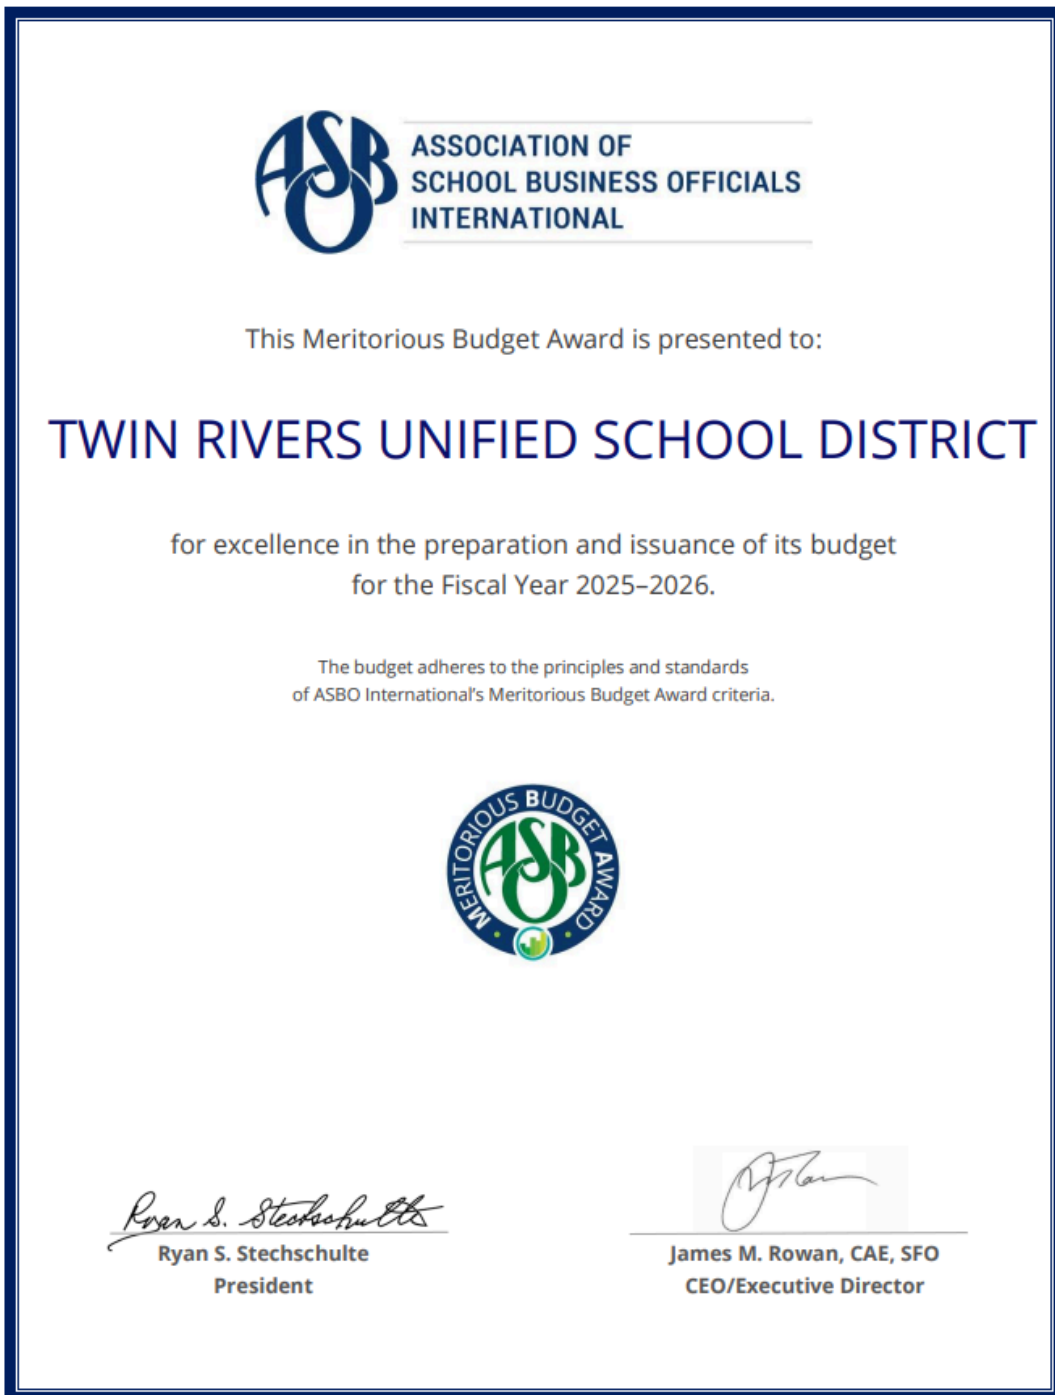 ASBO
ASSOCIATION OF
SCHOOL BUSINESS OFFICIALS
INTERNATIONAL
This Meritorious Budget Award is presented to:
TWIN RIVERS UNIFIED SCHOOL DISTRICT
for excellence in the preparation and issuance of its budget
for the Fiscal Year 2025–2026.
The budget adheres to the principles and standards
of ASBO International’s Meritorious Budget Award criteria.
MERITORIOUS BUDGET AWARD
ASBO
Ryan S. Stechschulte
Ryan S. Stechschulte
President
James M. Rowan, CAE, SFO
CEO/Executive Director